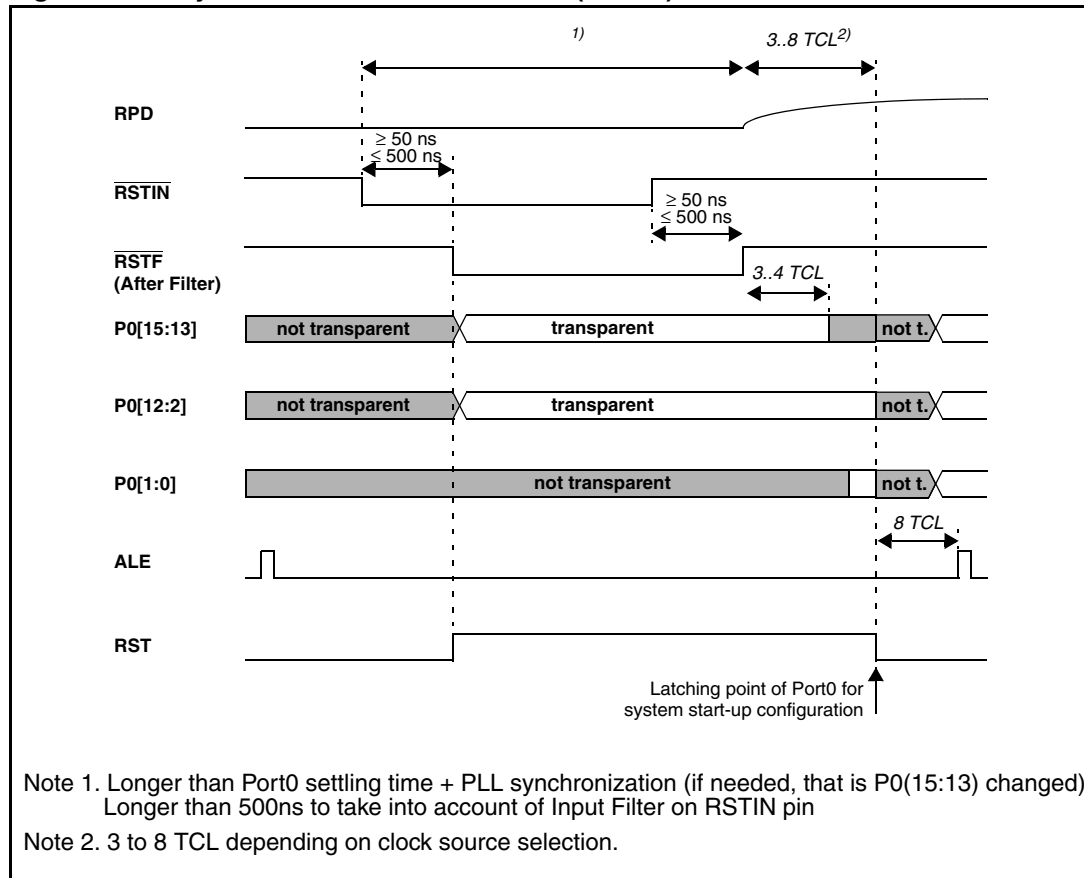 1)
3..8 TCL2)
RPD
≥ 50 ns
≤ 500 ns
RSTIN
≥ 50 ns
≤ 500 ns
RSTF
(After Filter)
3..4 TCL
P0[15:13] not transparent transparent not t.
P0[12:2] not transparent transparent not t.
P0[1:0] not transparent not t.
8 TCL
ALE
RST
Latching point of Port0 for
system start-up configuration
Note 1. Longer than Port0 settling time + PLL synchronization (if needed, that is P0(15:13) changed)
Longer than 500ns to take into account of Input Filter on RSTIN pin
Note 2. 3 to 8 TCL depending on clock source selection.